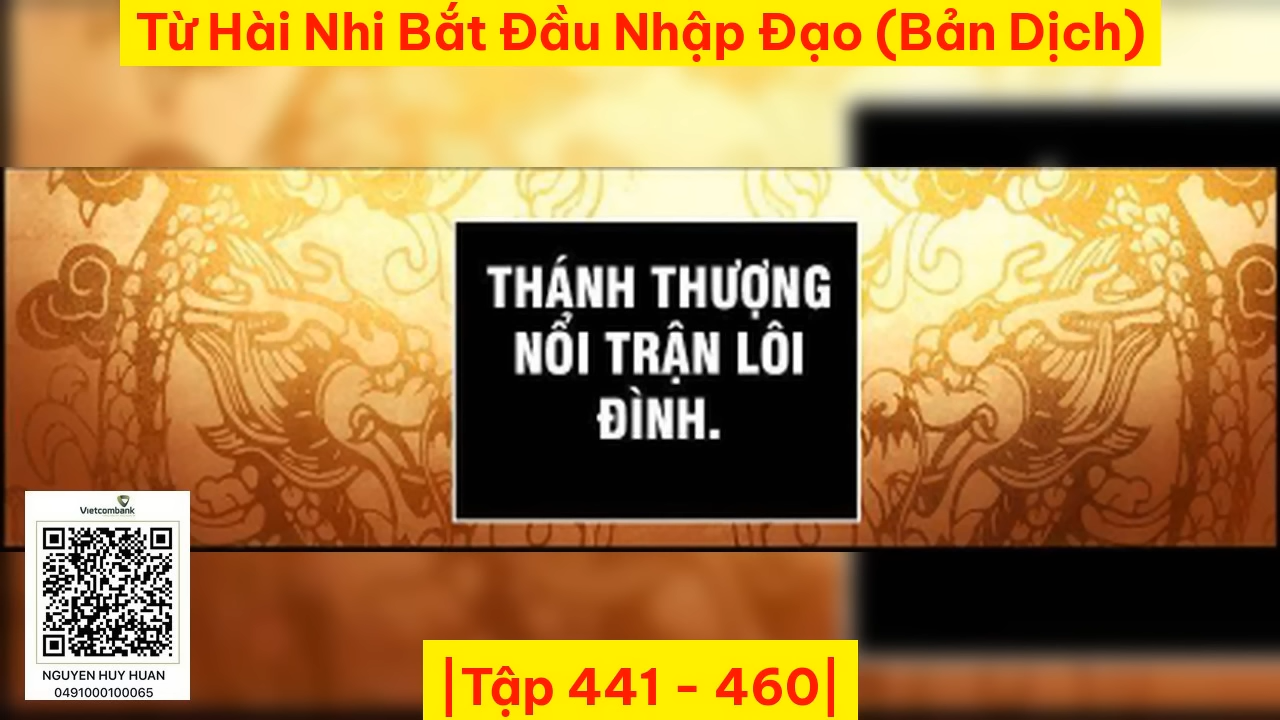 Từ Hài Nhi Bắt Đầu Nhập Đạo (Bản Dịch)
THÁNH THƯỢNG
NỔI TRẬN LÔI
ĐÌNH.
Vietcombank
NGUYEN HUY HUAN
0491000100065
|Tập 441 - 460|